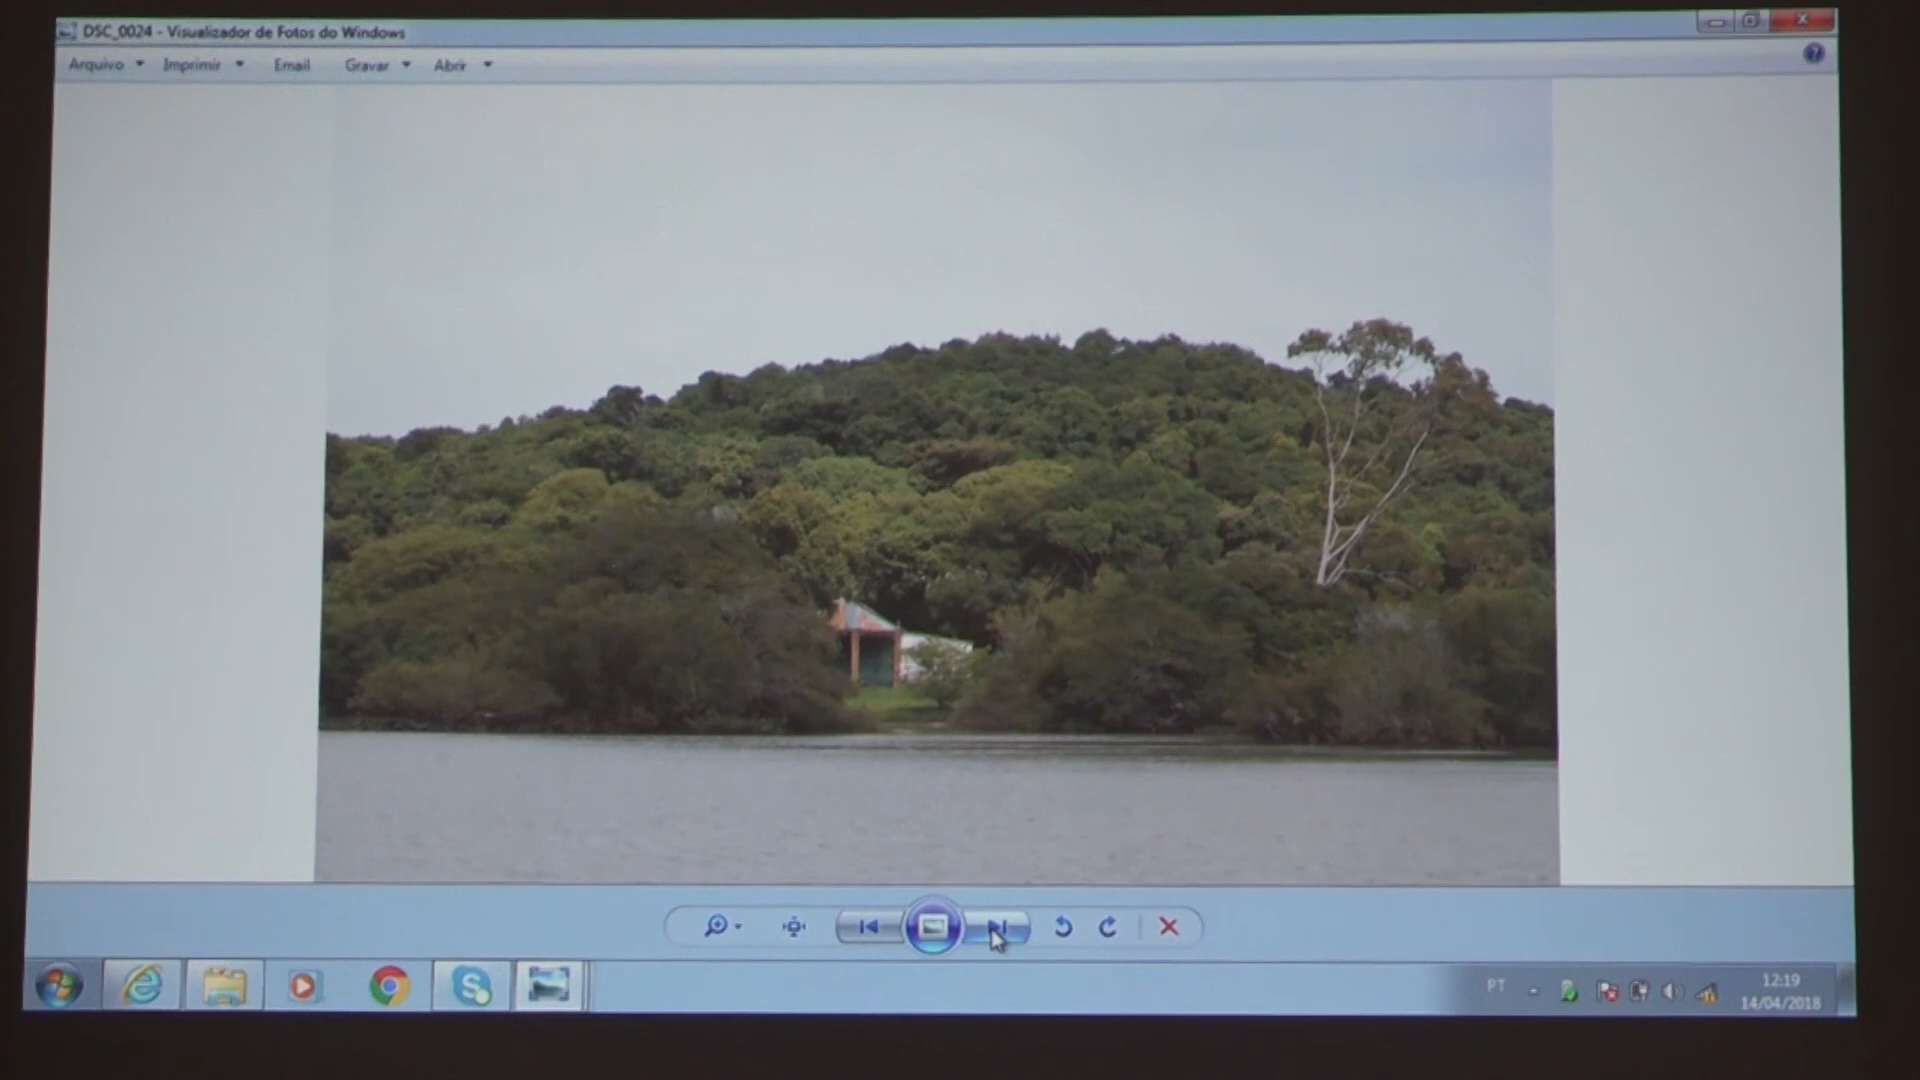 DSC_0024 - Visualizador de Fotos do Windows
Arquivo Imprimir Email Gravar Abrir
PT
12:19
14/04/2018